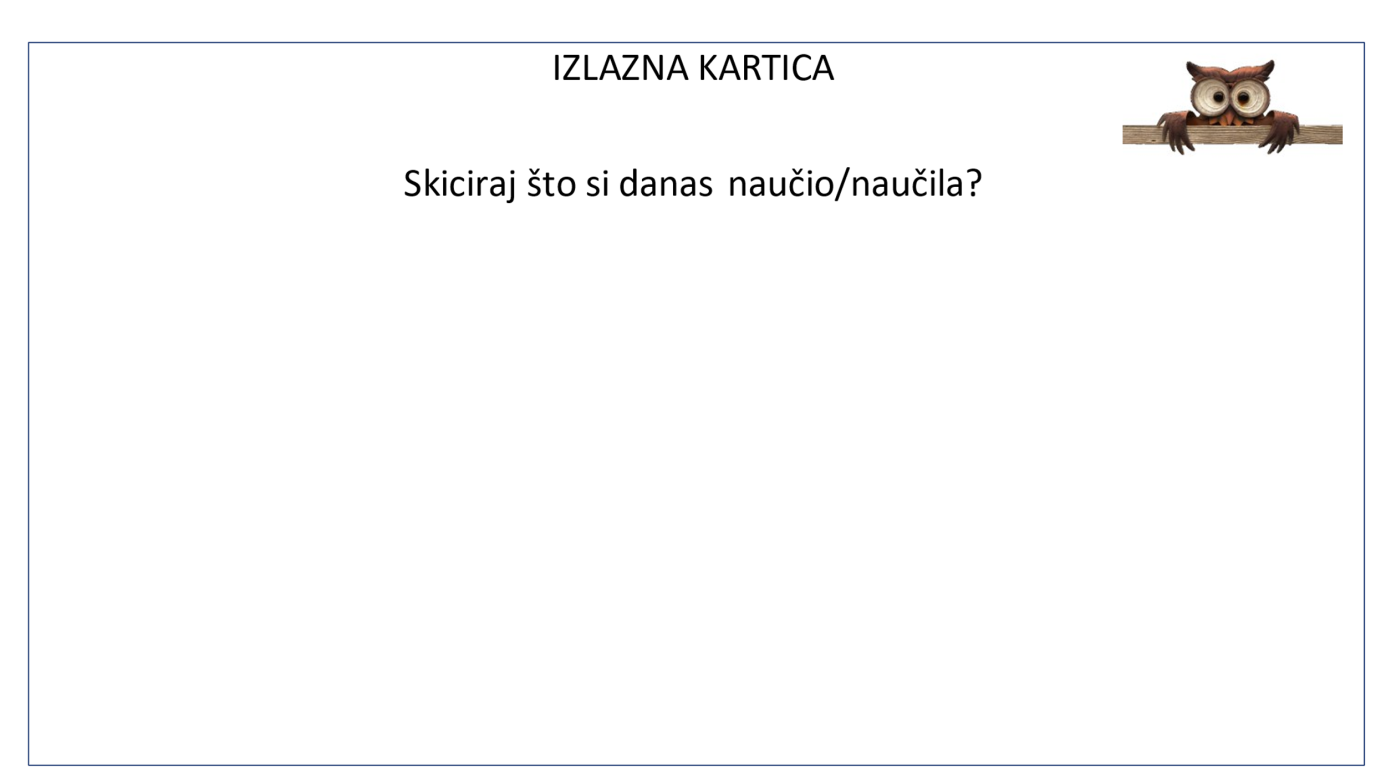 IZLAZNA KARTICA
Skiciraj što si danas naučio/naučila?